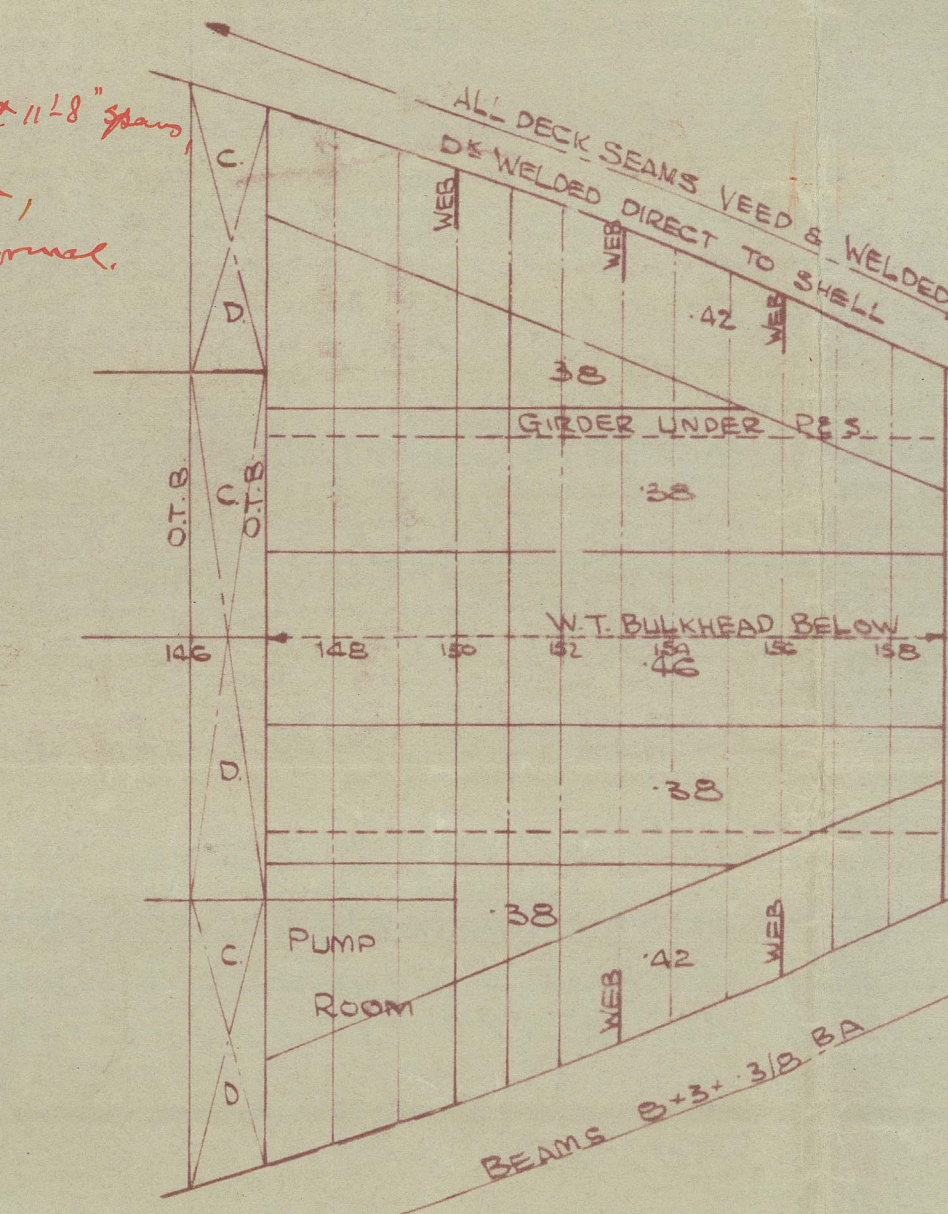 11'-8" spans,
ormal.
ALL DECK SEAMS VEED & WELDED
DK WELDED DIRECT TO SHELL
C.
D.
WEB
WEB
WEB
.42
.38
GIRDER UNDER P & S.
O.T.B.
C.
O.T.B.
.38
W.T. BULKHEAD BELOW
146 148 150 152 154 156 158
.46
D.
.38
C.
PUMP
ROOM
.38
.42
WEB
WEB
D
BEAMS 8+3+.318 BA